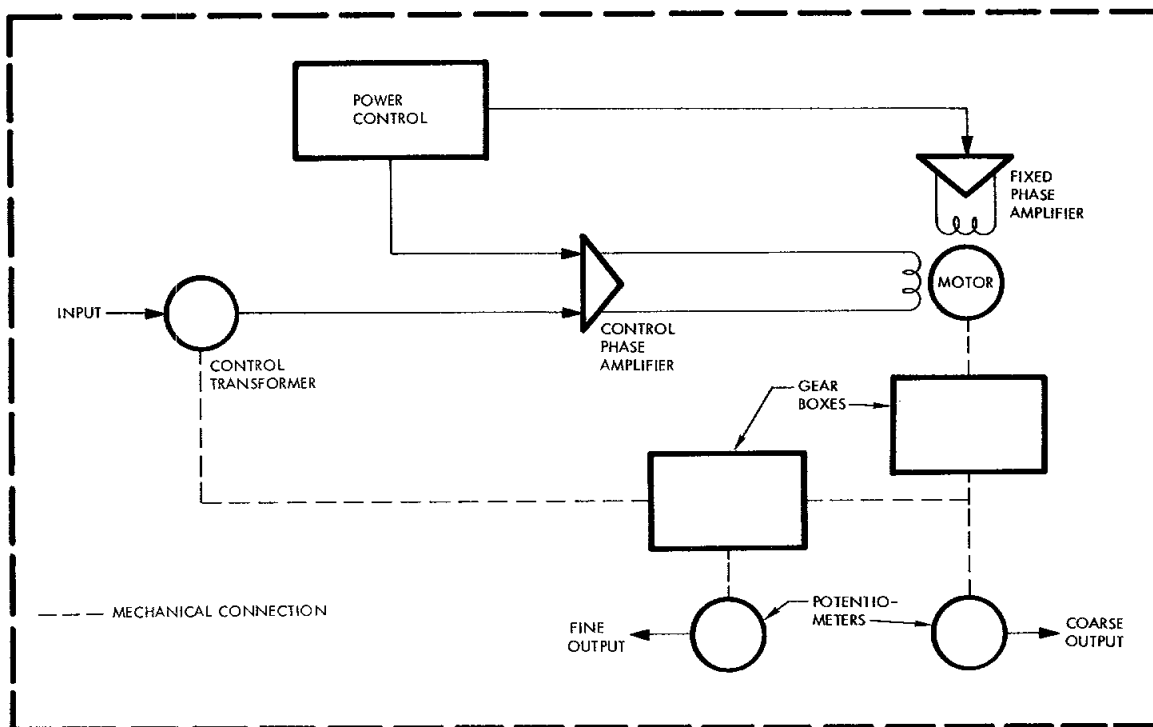 POWER
CONTROL
FIXED
PHASE
AMPLIFIER
MOTOR
INPUT
CONTROL
TRANSFORMER
CONTROL
PHASE
AMPLIFIER
GEAR
BOXES
MECHANICAL CONNECTION
POTENTIO-
METERS
FINE
OUTPUT
COARSE
OUTPUT